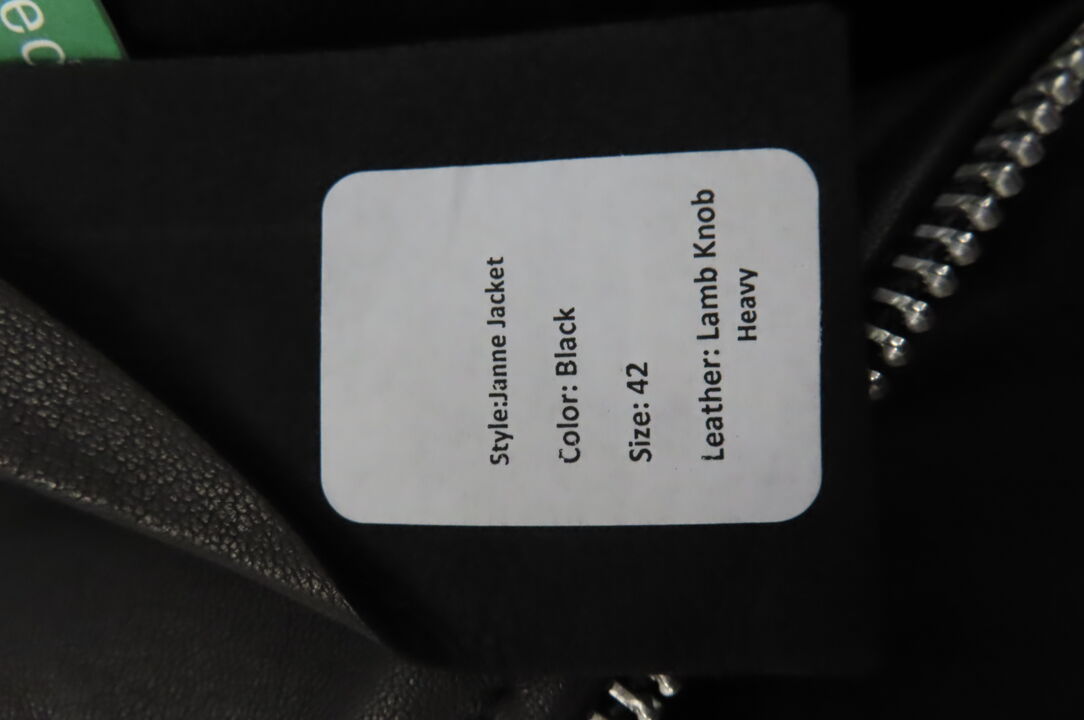 Style:Janne Jacket
Color: Black
Size: 42
Leather: Lamb Knob
Heavy